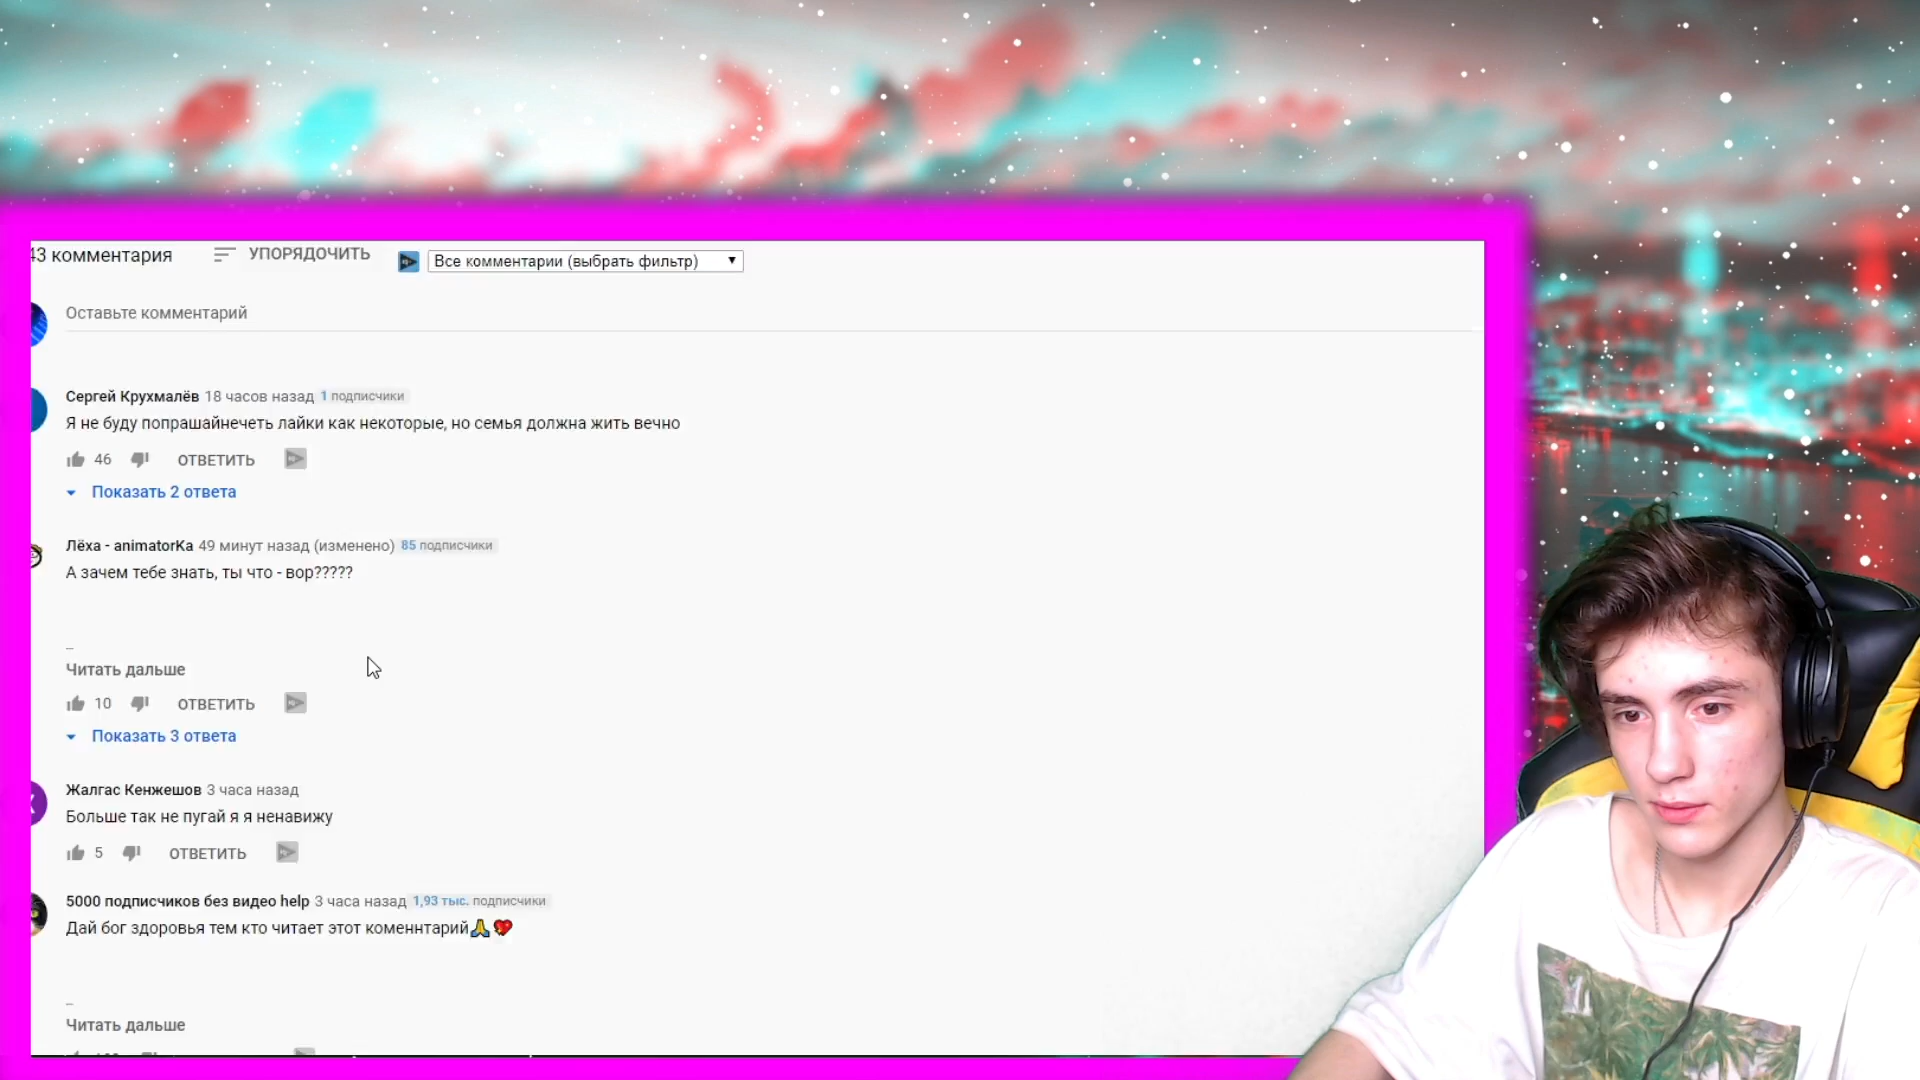 43 комментария УПОРЯДОЧИТЬ Все комментарии (выбрать фильтр)
Оставьте комментарий
Сергей Крухмалёв 18 часов назад 1 подписчики
Я не буду попрашайнечеть лайки как некоторые, но семья должна жить вечно
46 ОТВЕТИТЬ
Показать 2 ответа
Лёха - animatorKa 49 минут назад (изменено) 85 подписчики
А зачем тебе знать, ты что - вор?????
Читать дальше
10 ОТВЕТИТЬ
Показать 3 ответа
Жалгас Кенжешов 3 часа назад
Больше так не пугай я я ненавижу
5 ОТВЕТИТЬ
5000 подписчиков без видео help 3 часа назад 1,93 тыс. подписчики
Дай бог здоровья тем кто читает этот коменнтарий🙏💖
Читать дальше